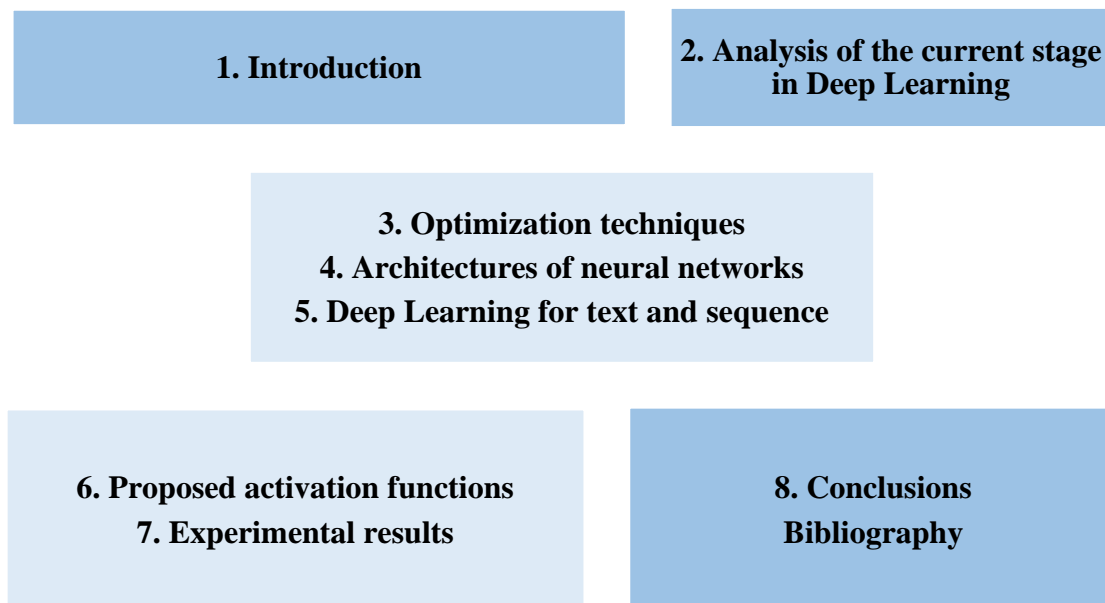 1. Introduction
2. Analysis of the current stage
in Deep Learning
3. Optimization techniques
4. Architectures of neural networks
5. Deep Learning for text and sequence
6. Proposed activation functions
7. Experimental results
8. Conclusions
Bibliography